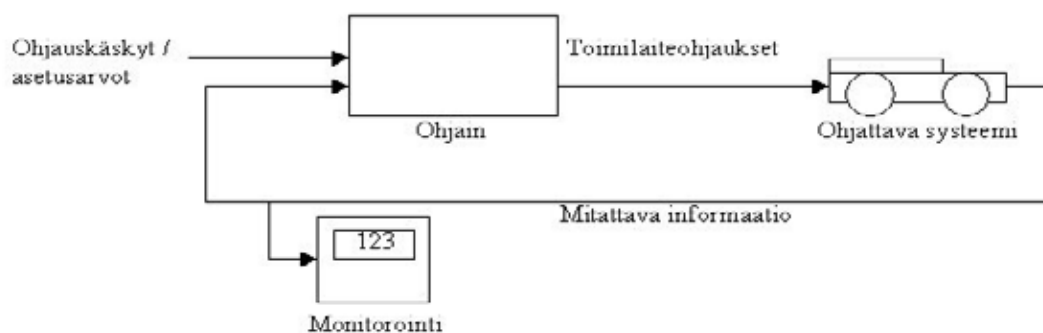 Ohjauskäskyt /
asetusarvot
Toimilaiteohjaukset
Ohjain
Ohjattava systeemi
Mitattava informaatio
123
Monitorointi